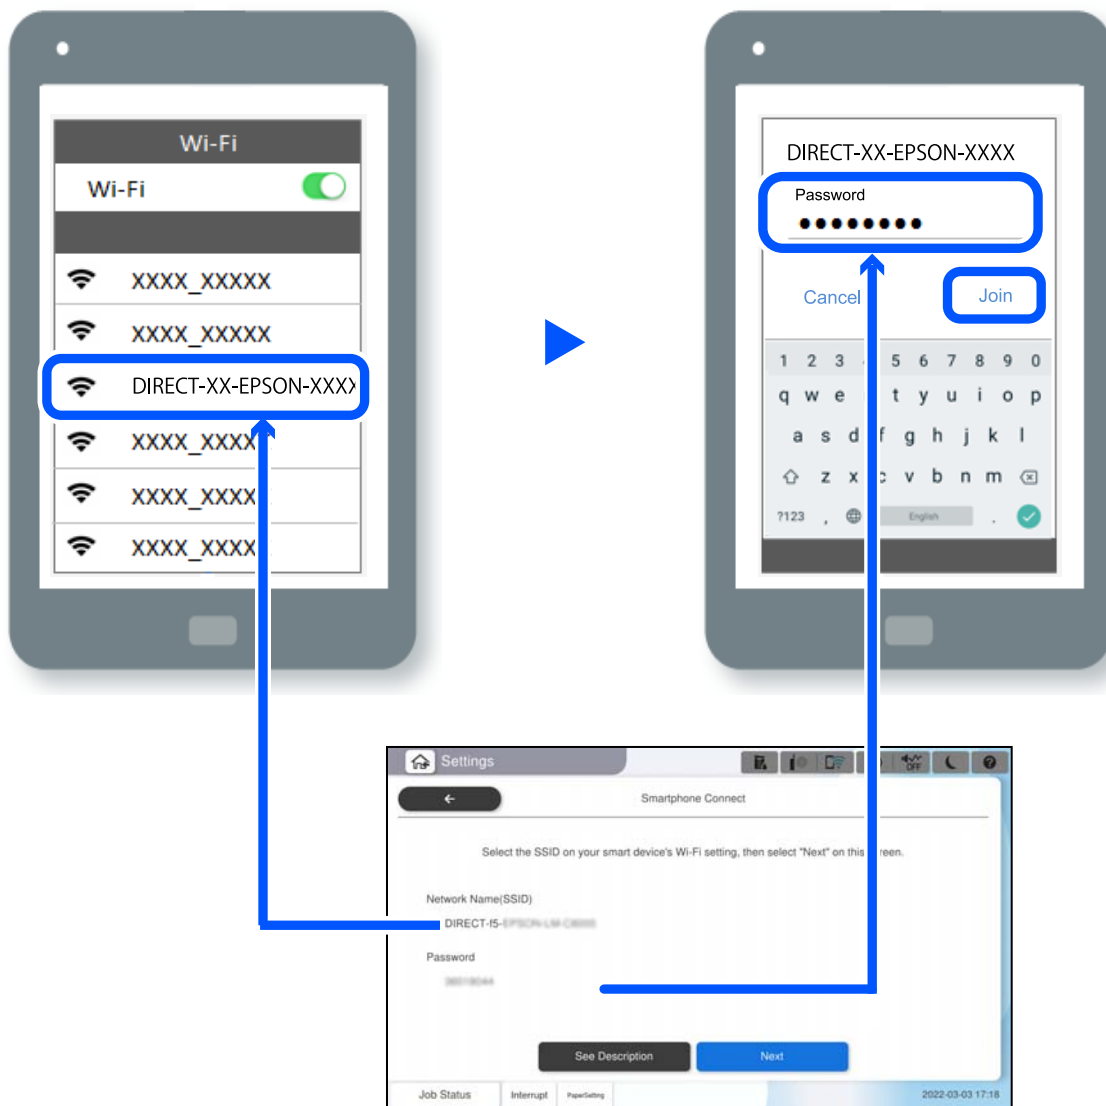 Wi-Fi
Wi-Fi
XXXX_XXXXX
XXXX_XXXXX
DIRECT-XX-EPSON-XXXX
XXXX_XXXX
XXXX_XXXX
XXXX_XXXX
DIRECT-XX-EPSON-XXXX
Password
Cancel
Join
1 2 3 5 6 7 8 9 0
q w e t y u i o p
a s d f g h j k l
z x c v b n m
?123 , English .
Settings
OFF
Smartphone Connect
Select the SSID on your smart device's Wi-Fi setting, then select "Next" on this screen.
Network Name(SSID)
DIRECT-f5-
Password
See Description
Next
Job Status
Interrupt
PaperSetting
2022-03-03 17:18